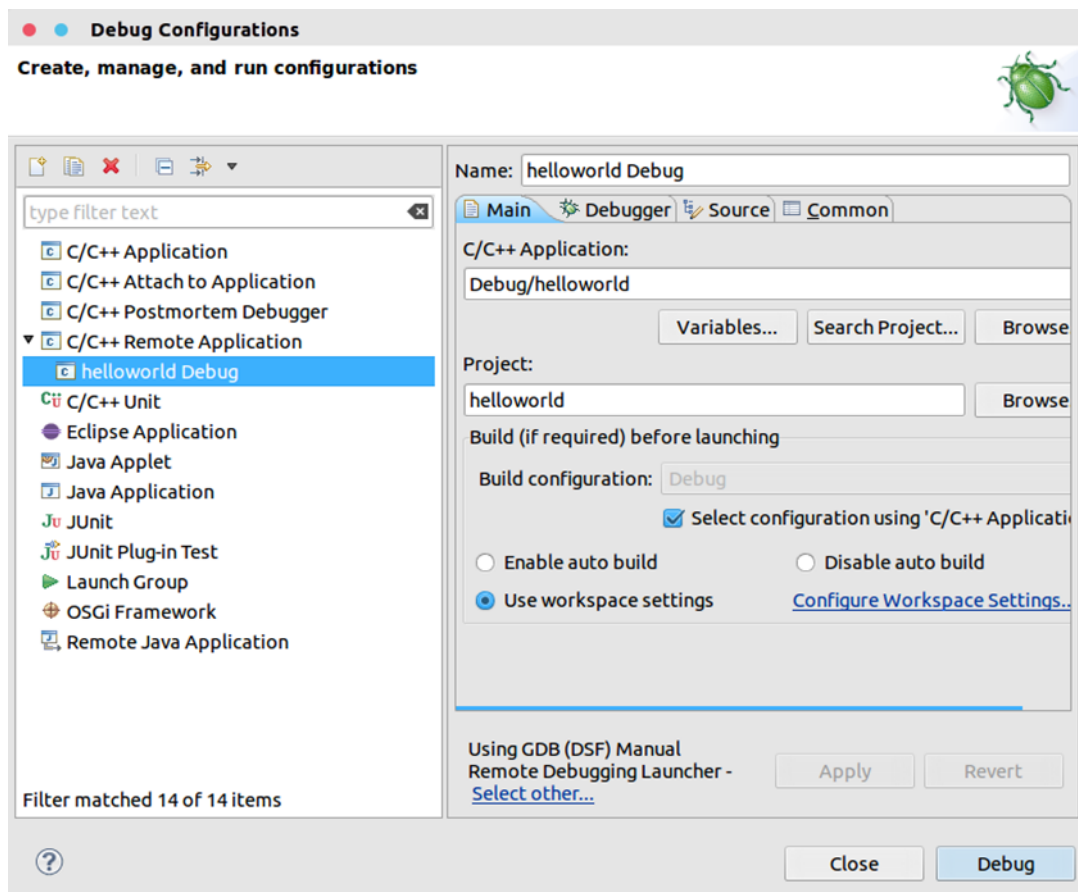 Debug Configurations
Create, manage, and run configurations
type filter text
C/C++ Application
C/C++ Attach to Application
C/C++ Postmortem Debugger
C/C++ Remote Application
helloworld Debug
C/C++ Unit
Eclipse Application
Java Applet
Java Application
JUnit
JUnit Plug-in Test
Launch Group
OSGi Framework
Remote Java Application
Filter matched 14 of 14 items
Name: helloworld Debug
Main Debugger Source Common
C/C++ Application:
Debug/helloworld
Variables... Search Project... Browse
Project:
helloworld Browse
Build (if required) before launching
Build configuration: Debug
Select configuration using 'C/C++ Applicati
Enable auto build Disable auto build
Use workspace settings Configure Workspace Settings..
Using GDB (DSF) Manual
Remote Debugging Launcher -
Select other...
Apply Revert
Close Debug